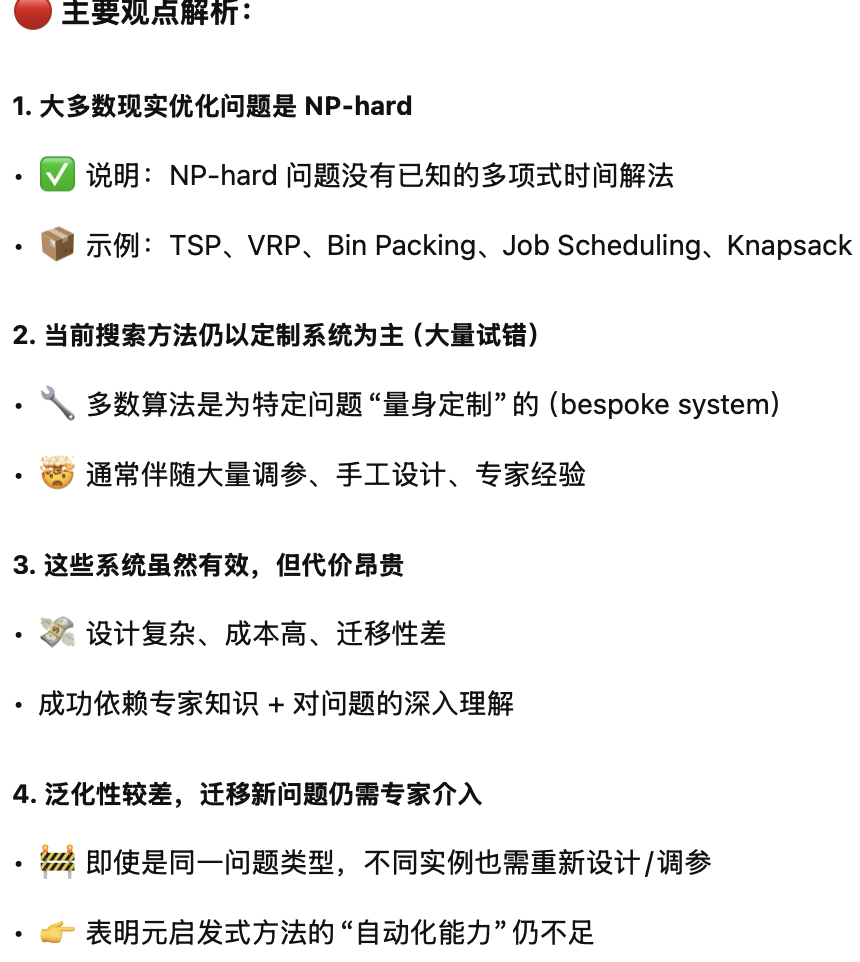 🔴 主要观点解析：
1. 大多数现实优化问题是 NP-hard
• ✅ 说明：NP-hard 问题没有已知的多项式时间解法
• 📦 示例：TSP、VRP、Bin Packing、Job Scheduling、Knapsack
2. 当前搜索方法仍以定制系统为主（大量试错）
• 🔧 多数算法是为特定问题“量身定制”的（bespoke system）
• 🤯 通常伴随大量调参、手工设计、专家经验
3. 这些系统虽然有效，但代价昂贵
• 💸 设计复杂、成本高、迁移性差
• 成功依赖专家知识 + 对问题的深入理解
4. 泛化性较差，迁移新问题仍需专家介入
• 🚧 即使是同一问题类型，不同实例也需重新设计/调参
• 👉 表明元启发式方法的“自动化能力”仍不足